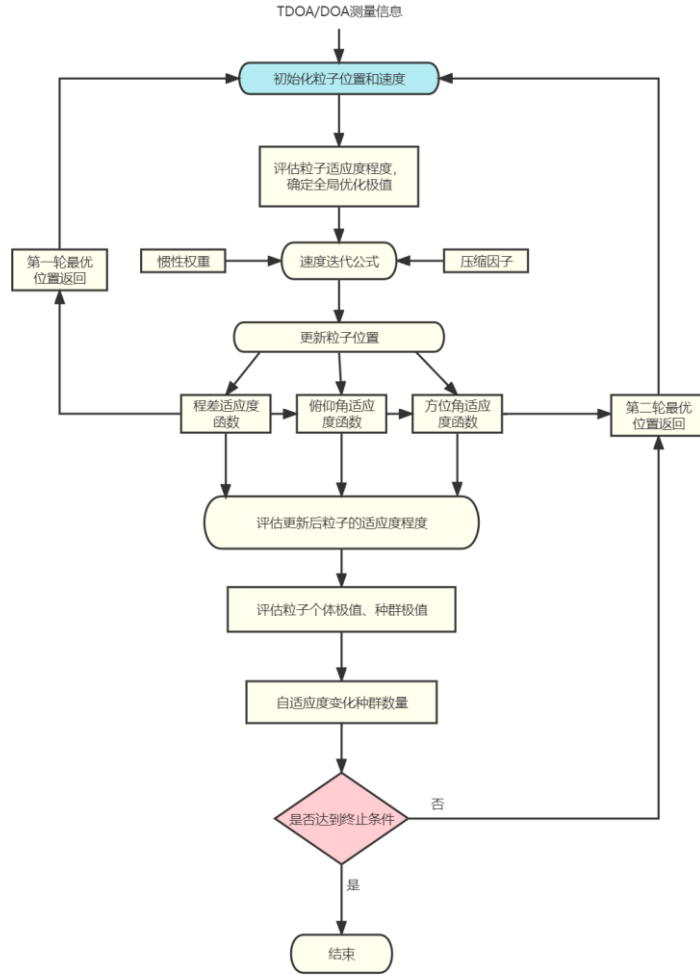 TDOA/DOA测量信息
初始化粒子位置和速度
评估粒子适应度程度，
确定全局优化极值
第一轮最优
位置返回
惯性权重
速度迭代公式
压缩因子
更新粒子位置
程差适应度
函数
俯仰角适应
度函数
方位角适应
度函数
第二轮最优
位置返回
评估更新后粒子的适应度程度
评估粒子个体极值、种群极值
自适应度变化种群数量
是否达到终止条件
否
是
结束